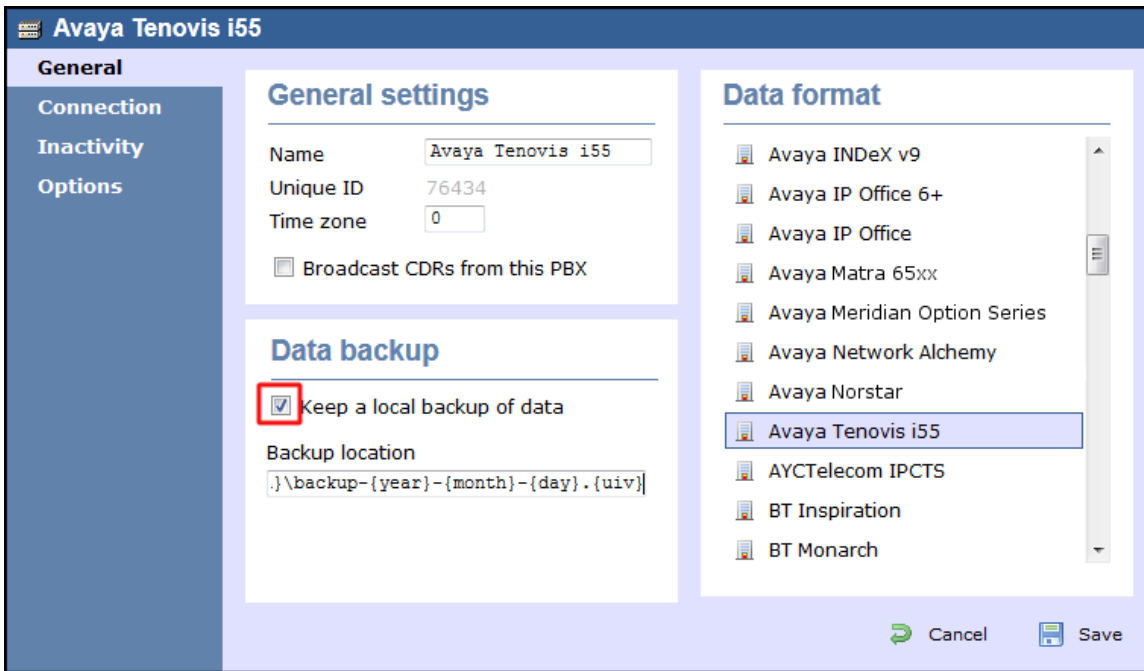 Avaya Tenovis i55
General
Connection
Inactivity
Options
General settings
Name Avaya Tenovis i55
Unique ID 76434
Time zone 0
Broadcast CDRs from this PBX
Data backup
Keep a local backup of data
Backup location
.}\backup-{year}-{month}-{day}.{uiv}
Data format
Avaya INDeX v9
Avaya IP Office 6+
Avaya IP Office
Avaya Matra 65xx
Avaya Meridian Option Series
Avaya Network Alchemy
Avaya Norstar
Avaya Tenovis i55
AYCTelecom IPCTS
BT Inspiration
BT Monarch
Cancel Save